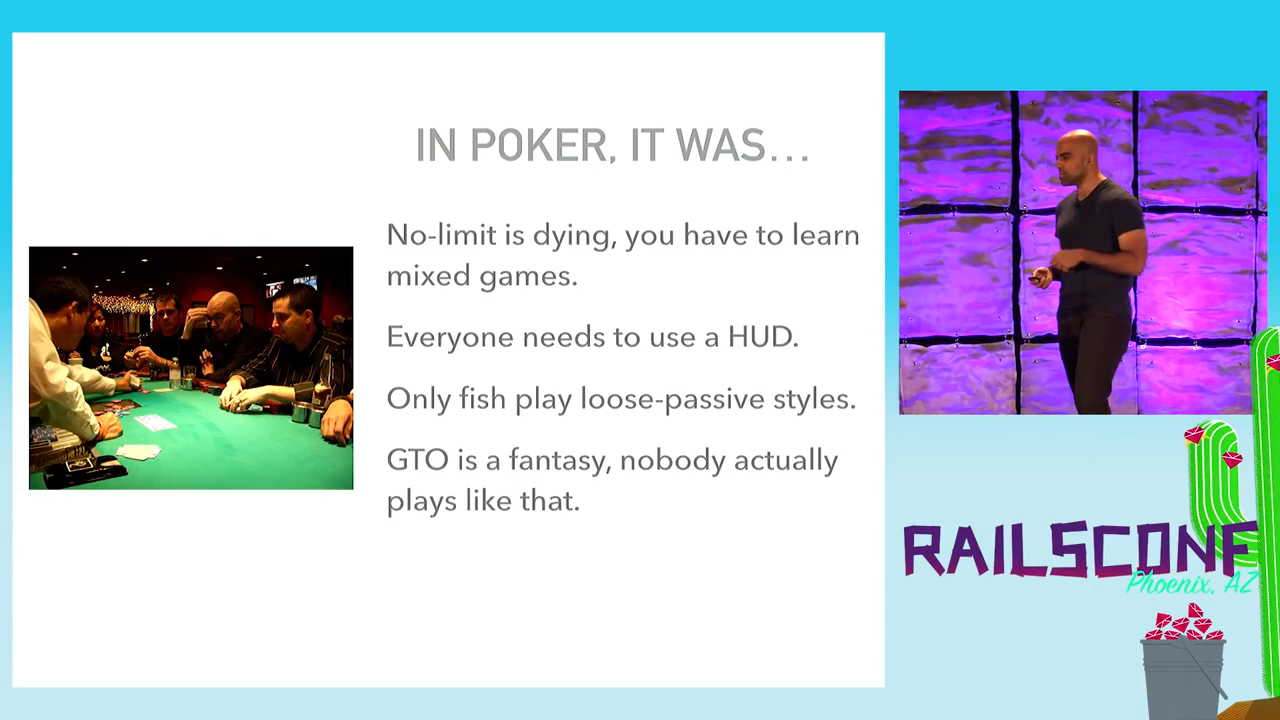 IN POKER, IT WAS…
No-limit is dying, you have to learn
mixed games.
Everyone needs to use a HUD.
Only fish play loose-passive styles.
GTO is a fantasy, nobody actually
plays like that.
RAILSCONF
Phoenix, AZ